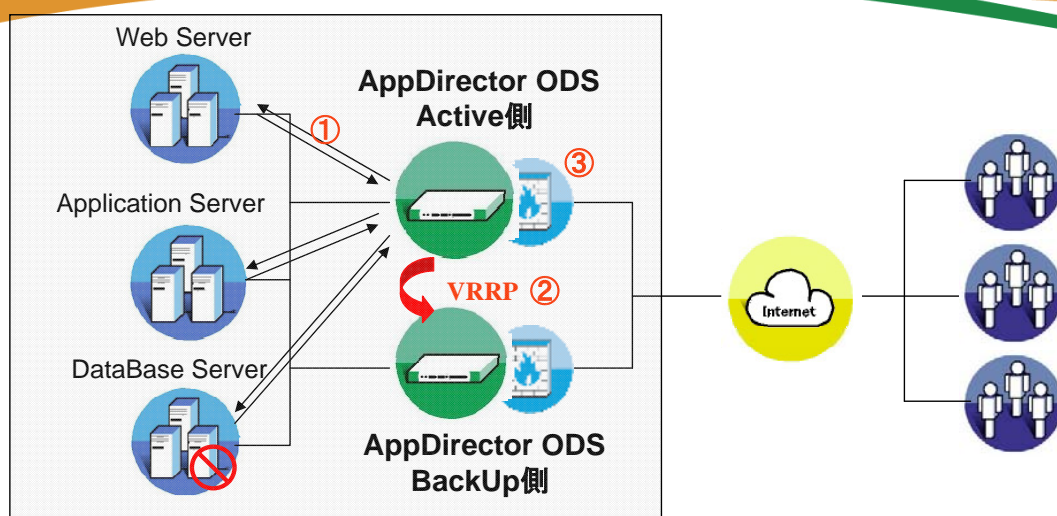 Web Server
AppDirector ODS
Active側
①
③
Application Server
VRRP ②
Internet
DataBase Server
AppDirector ODS
BackUp側